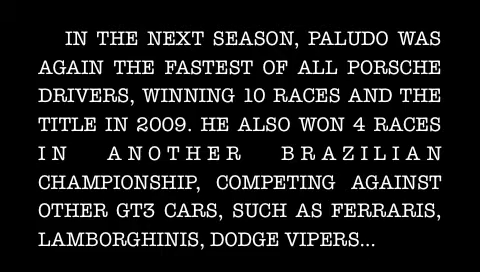 IN THE NEXT SEASON, PALUDO WAS
AGAIN THE FASTEST OF ALL PORSCHE
DRIVERS, WINNING 10 RACES AND THE
TITLE IN 2009. HE ALSO WON 4 RACES
IN ANOTHER BRAZILIAN
CHAMPIONSHIP, COMPETING AGAINST
OTHER GT3 CARS, SUCH AS FERRARIS,
LAMBORGHINIS, DODGE VIPERS...